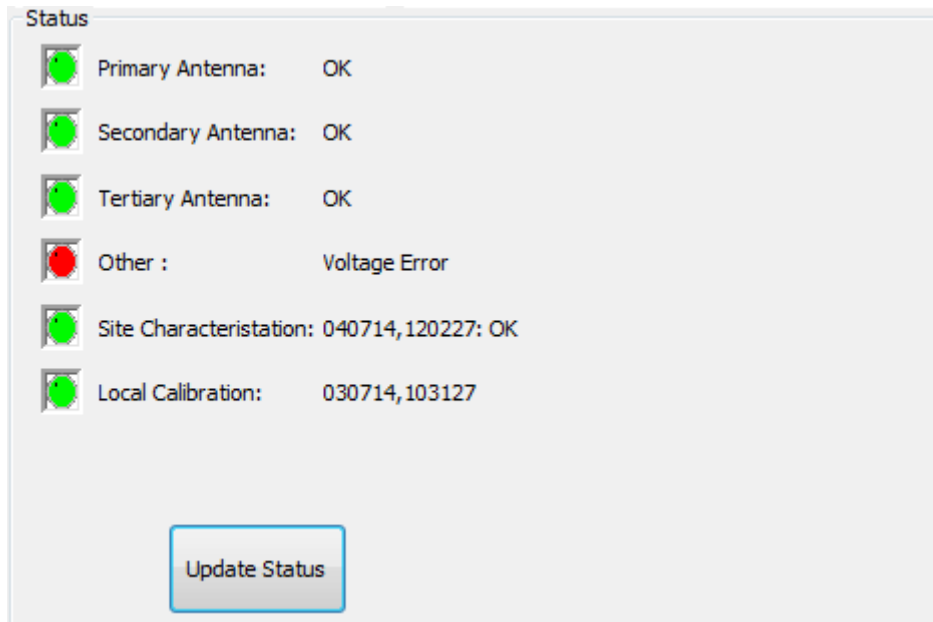 Status
Primary Antenna: OK
Secondary Antenna: OK
Tertiary Antenna: OK
Other : Voltage Error
Site Characteristation: 040714,120227: OK
Local Calibration: 030714,103127
Update Status